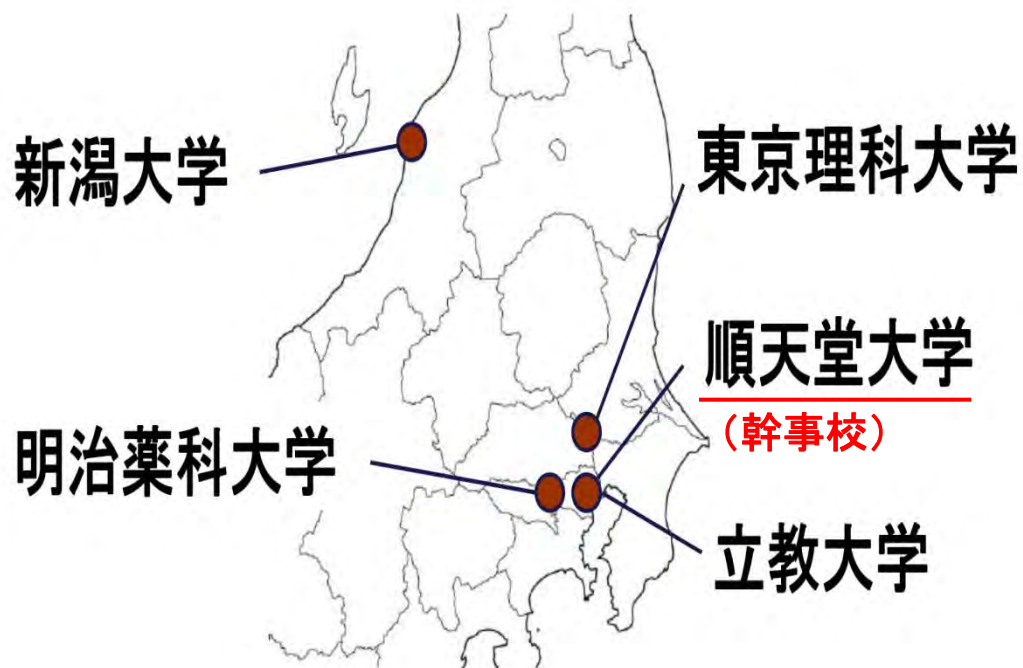 新潟大学
東京理科大学
順天堂大学
（幹事校）
明治薬科大学
立教大学